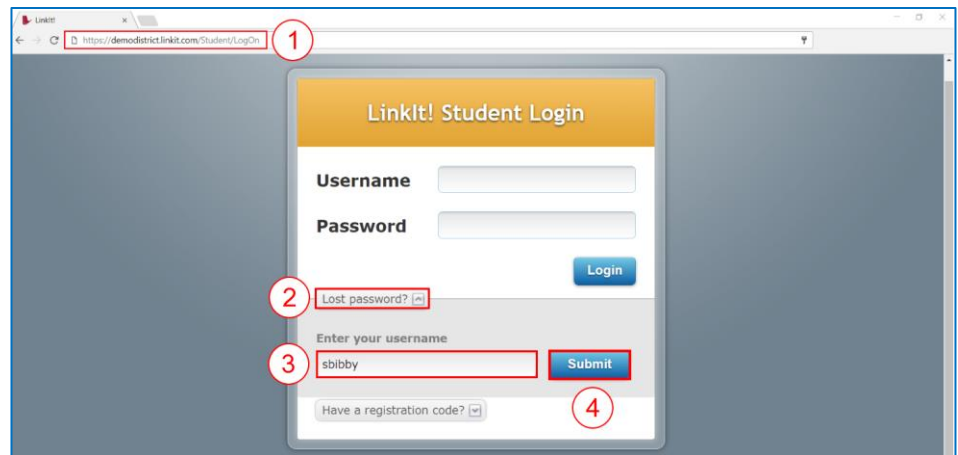 LinkIt!
https://demodistrict.linkit.com/Student/LogOn
1
LinkIt! Student Login
Username
Password
Login
2
Lost password?
Enter your username
3
sbibby
Submit
Have a registration code?
4